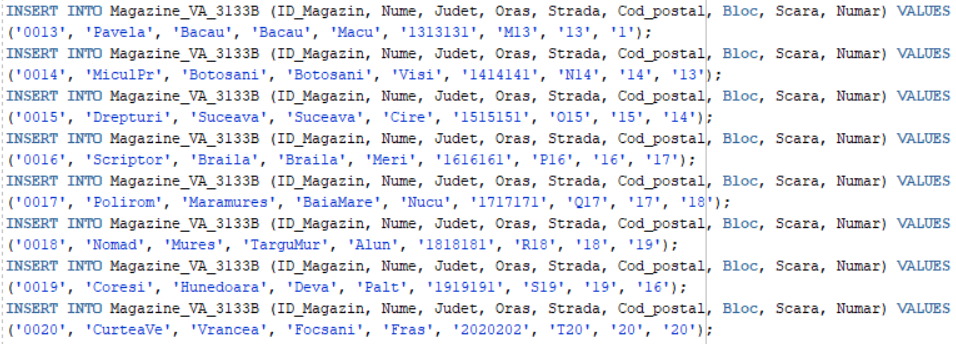 INSERT INTO Magazine_VA_3133B (ID_Magazin, Nume, Judet, Oras, Strada, Cod_postal, Bloc, Scara, Numar) VALUES
('0013', 'Pavela', 'Bacau', 'Bacau', 'Macu', '1313131', 'M13', '13', '1');
INSERT INTO Magazine_VA_3133B (ID_Magazin, Nume, Judet, Oras, Strada, Cod_postal, Bloc, Scara, Numar) VALUES
('0014', 'MiculPr', 'Botosani', 'Botosani', 'Visi', '1414141', 'N14', '14', '13');
INSERT INTO Magazine_VA_3133B (ID_Magazin, Nume, Judet, Oras, Strada, Cod_postal, Bloc, Scara, Numar) VALUES
('0015', 'Drepturi', 'Suceava', 'Suceava', 'Cire', '1515151', 'O15', '15', '14');
INSERT INTO Magazine_VA_3133B (ID_Magazin, Nume, Judet, Oras, Strada, Cod_postal, Bloc, Scara, Numar) VALUES
('0016', 'Scriptor', 'Braila', 'Braila', 'Meri', '1616161', 'P16', '16', '17');
INSERT INTO Magazine_VA_3133B (ID_Magazin, Nume, Judet, Oras, Strada, Cod_postal, Bloc, Scara, Numar) VALUES
('0017', 'Polirom', 'Maramures', 'BaiaMare', 'Nucu', '1717171', 'Q17', '17', '18');
INSERT INTO Magazine_VA_3133B (ID_Magazin, Nume, Judet, Oras, Strada, Cod_postal, Bloc, Scara, Numar) VALUES
('0018', 'Nomad', 'Mures', 'TarguMur', 'Alun', '1818181', 'R18', '18', '19');
INSERT INTO Magazine_VA_3133B (ID_Magazin, Nume, Judet, Oras, Strada, Cod_postal, Bloc, Scara, Numar) VALUES
('0019', 'Coresi', 'Hunedoara', 'Deva', 'Palt', '1919191', 'S19', '19', '16');
INSERT INTO Magazine_VA_3133B (ID_Magazin, Nume, Judet, Oras, Strada, Cod_postal, Bloc, Scara, Numar) VALUES
('0020', 'CurteaVe', 'Vrancea', 'Focsani', 'Fras', '2020202', 'T20', '20', '20');